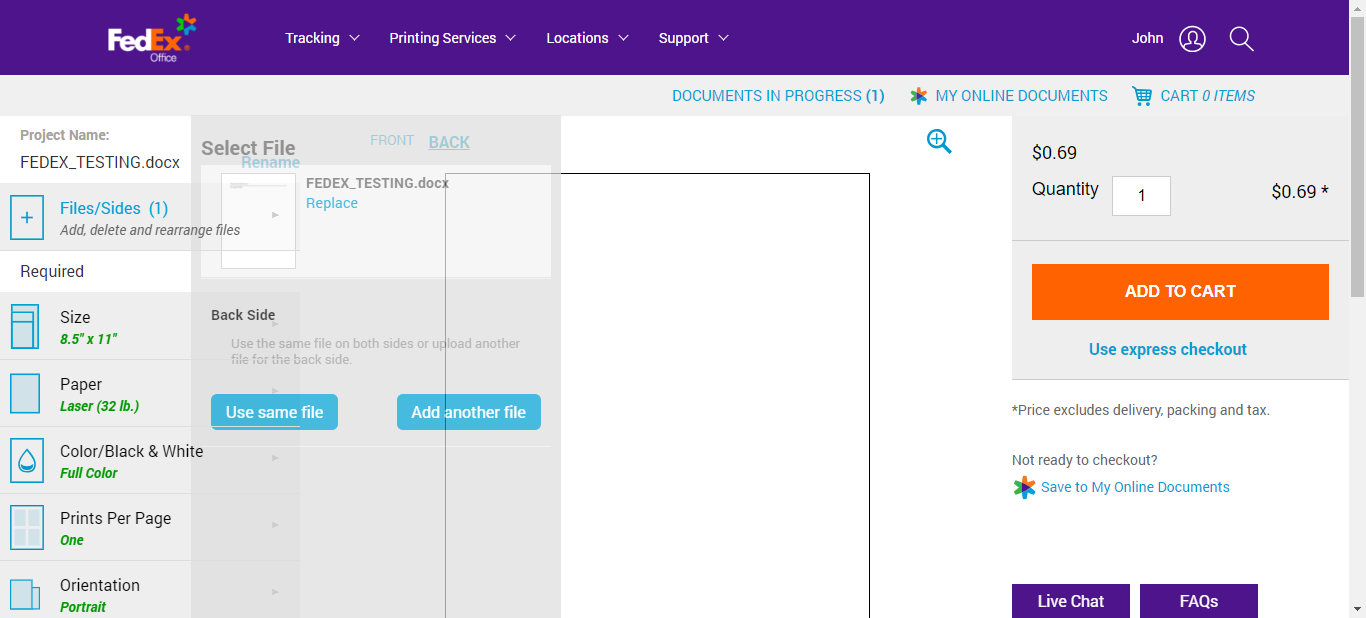 FedEx
Office
Tracking
Printing Services
Locations
Support
John
DOCUMENTS IN PROGRESS (1)
MY ONLINE DOCUMENTS
CART 0 ITEMS
Project Name:
FEDEX_TESTING.docx
Rename
Files/Sides (1)
Add, delete and rearrange files
Required
Size
8.5" x 11"
Paper
Laser (32 lb.)
Color/Black & White
Full Color
Prints Per Page
One
Orientation
Portrait
Select File
FEDEX_TESTING.docx
Replace
Back Side
Use the same file on both sides or upload another
file for the back side.
Use same file
Add another file
FRONT
BACK
$0.69
Quantity
1
$0.69 *
ADD TO CART
Use express checkout
*Price excludes delivery, packing and tax.
Not ready to checkout?
Save to My Online Documents
Live Chat
FAQs